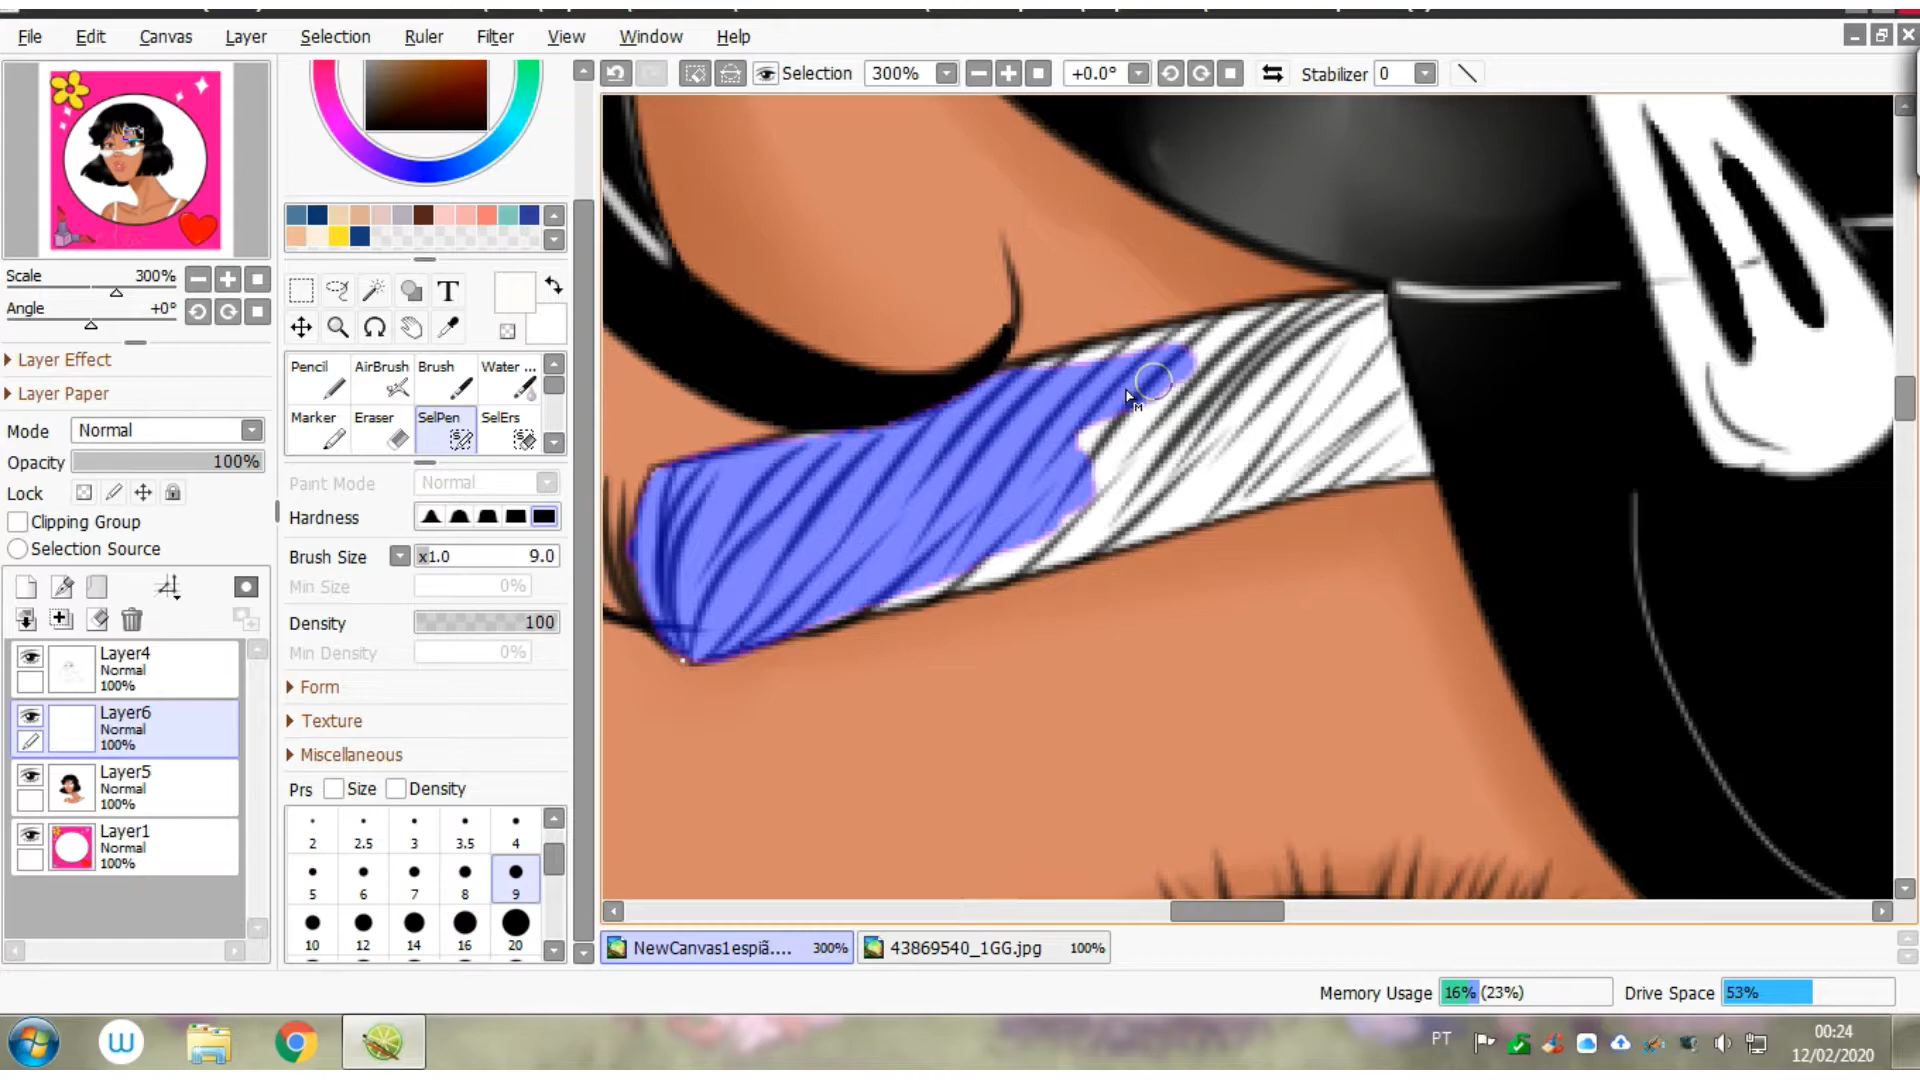 File Edit Canvas Layer Selection Ruler Filter View Window Help
Selection 300% +0.0° Stabilizer 0
Scale 300%
Angle +0°
Layer Effect
Layer Paper
Mode Normal
Opacity 100%
Lock
Clipping Group
Selection Source
Layer4
Normal
100%
Layer6
Normal
100%
Layer5
Normal
100%
Layer1
Normal
100%
T
Pencil AirBrush Brush Water ...
Marker Eraser SelPen SelErs
Paint Mode Normal
Hardness
Brush Size x1.0 9.0
Min Size 0%
Density 100
Min Density 0%
Form
Texture
Miscellaneous
Prs Size Density
2 2.5 3 3.5 4
5 6 7 8 9
10 12 14 16 20
M
NewCanvas1espiã.... 300% 43869540_1GG.jpg 100%
Memory Usage 16% (23%) Drive Space 53%
PT
00:24
12/02/2020